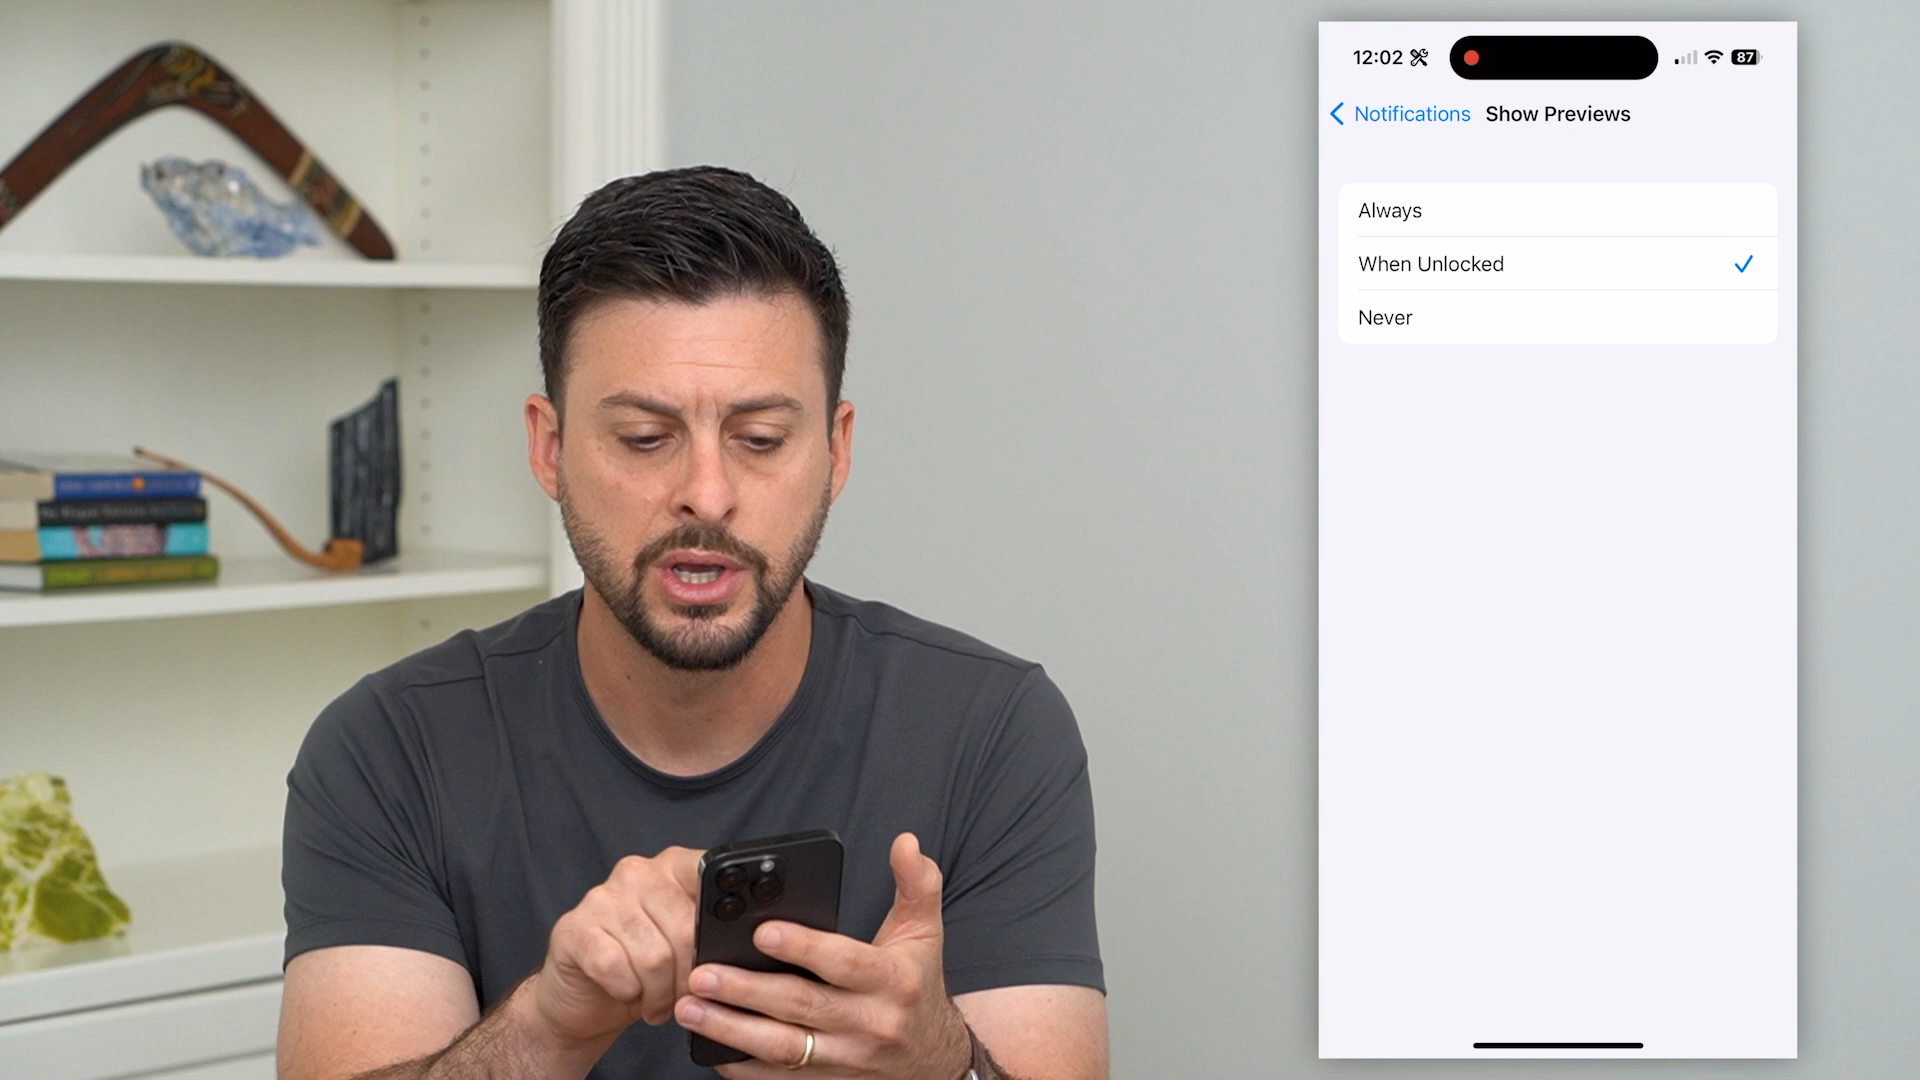 12:02
87
Notifications Show Previews
Always
When Unlocked
Never